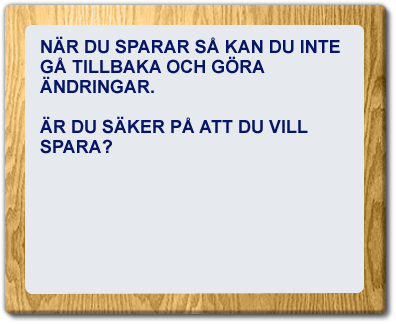 NÄR DU SPARAR SÅ KAN DU INTE
GÅ TILLBAKA OCH GÖRA
ÄNDRINGAR.
ÄR DU SÄKER PÅ ATT DU VILL
SPARA?